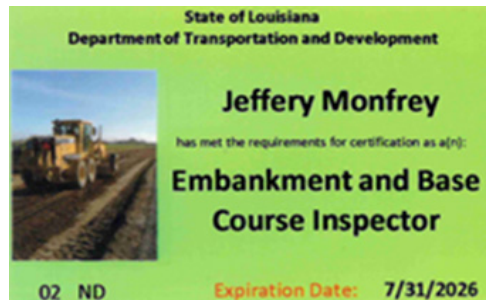 State of Louisiana
Department of Transportation and Development
Jeffery Monfrey
has met the requirements for certification as a(n):
Embankment and Base
Course Inspector
02 ND
Expiration Date: 7/31/2026